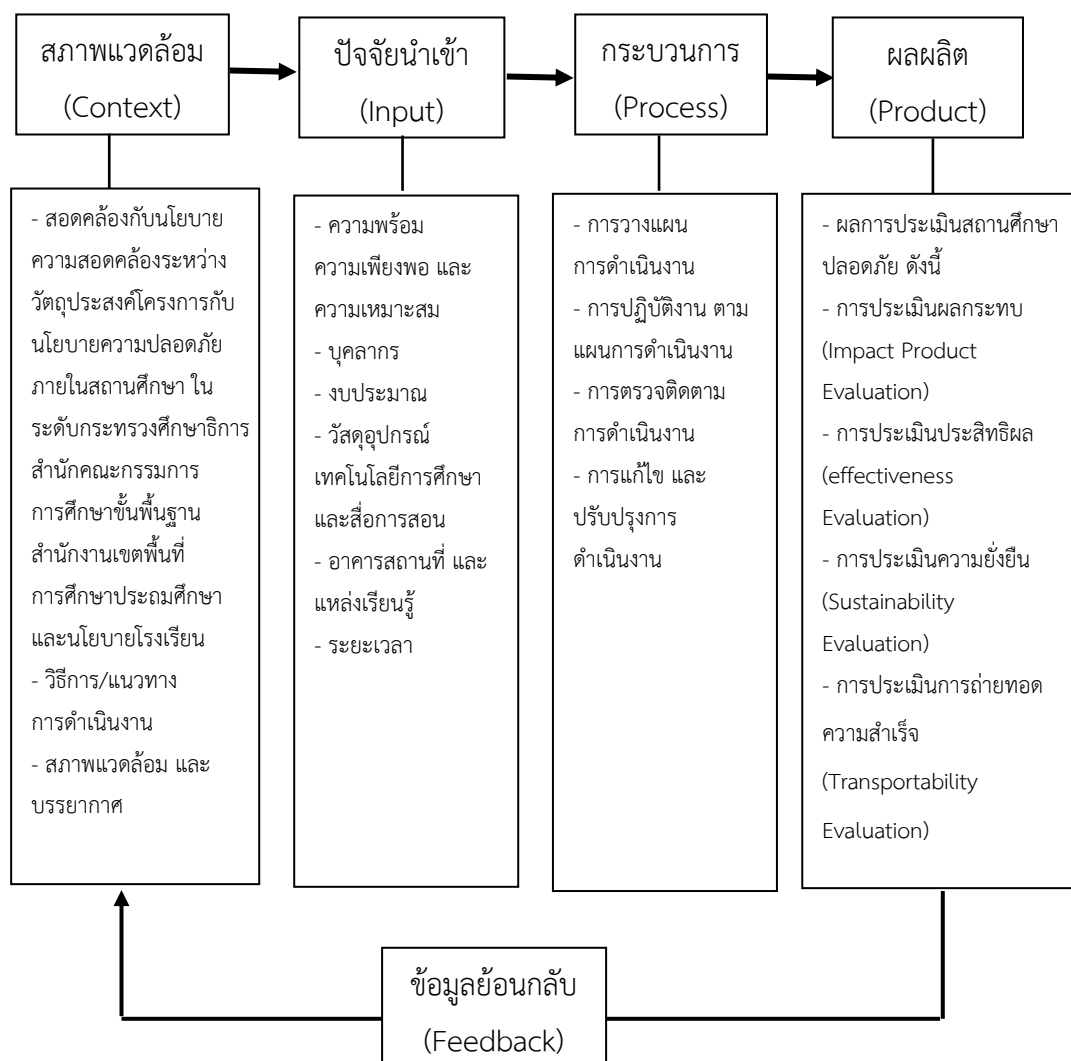 สภาพแวดล้อม
(Context)
ปัจจัยนำเข้า
(Input)
กระบวนการ
(Process)
ผลผลิต
(Product)
- สอดคล้องกับนโยบาย
ความสอดคล้องระหว่าง
วัตถุประสงค์โครงการกับ
นโยบายความปลอดภัย
ภายในสถานศึกษา ใน
ระดับกระทรวงศึกษาธิการ
สำนักคณะกรรมการ
การศึกษาขั้นพื้นฐาน
สำนักงานเขตพื้นที่
การศึกษาประถมศึกษา
และนโยบายโรงเรียน
- วิธีการ/แนวทาง
การดำเนินงาน
- สภาพแวดล้อม และ
บรรยากาศ
- ความพร้อม
ความเพียงพอ และ
ความเหมาะสม
- บุคลากร
- งบประมาณ
- วัสดุอุปกรณ์
เทคโนโลยีการศึกษา
และสื่อการสอน
- อาคารสถานที่ และ
แหล่งเรียนรู้
- ระยะเวลา
- การวางแผน
การดำเนินงาน
- การปฏิบัติงาน ตาม
แผนการดำเนินงาน
- การตรวจติดตาม
การดำเนินงาน
- การแก้ไข และ
ปรับปรุงการ
ดำเนินงาน
- ผลการประเมินสถานศึกษา
ปลอดภัย ดังนี้
- การประเมินผลกระทบ
(Impact Product
Evaluation)
- การประเมินประสิทธิผล
(effectiveness
Evaluation)
- การประเมินความยั่งยืน
(Sustainability
Evaluation)
- การประเมินการถ่ายทอด
ความสำเร็จ
(Transportability
Evaluation)
ข้อมูลย้อนกลับ
(Feedback)